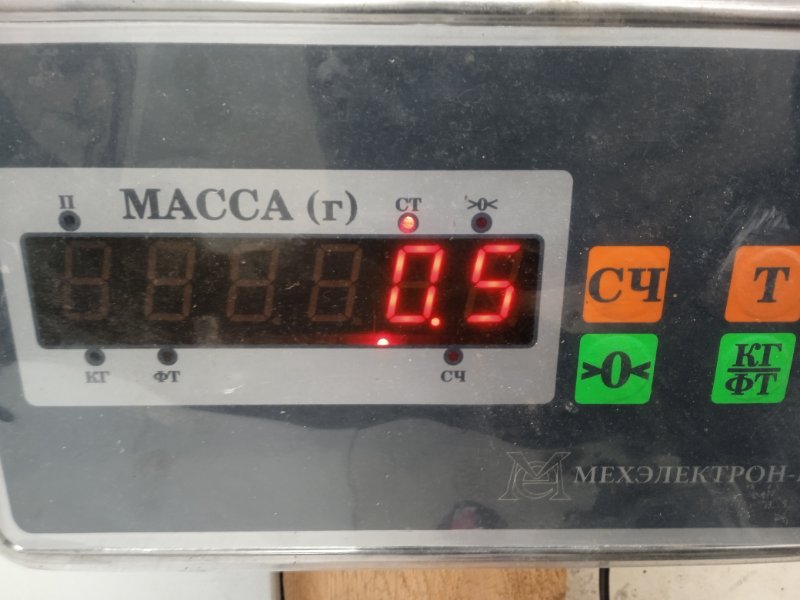 П МАССА (г) СТ >0<
0.5
КГ ФТ СЧ
СЧ Т
>0< КГ/ФТ
МЕХЭЛЕКТРОН-